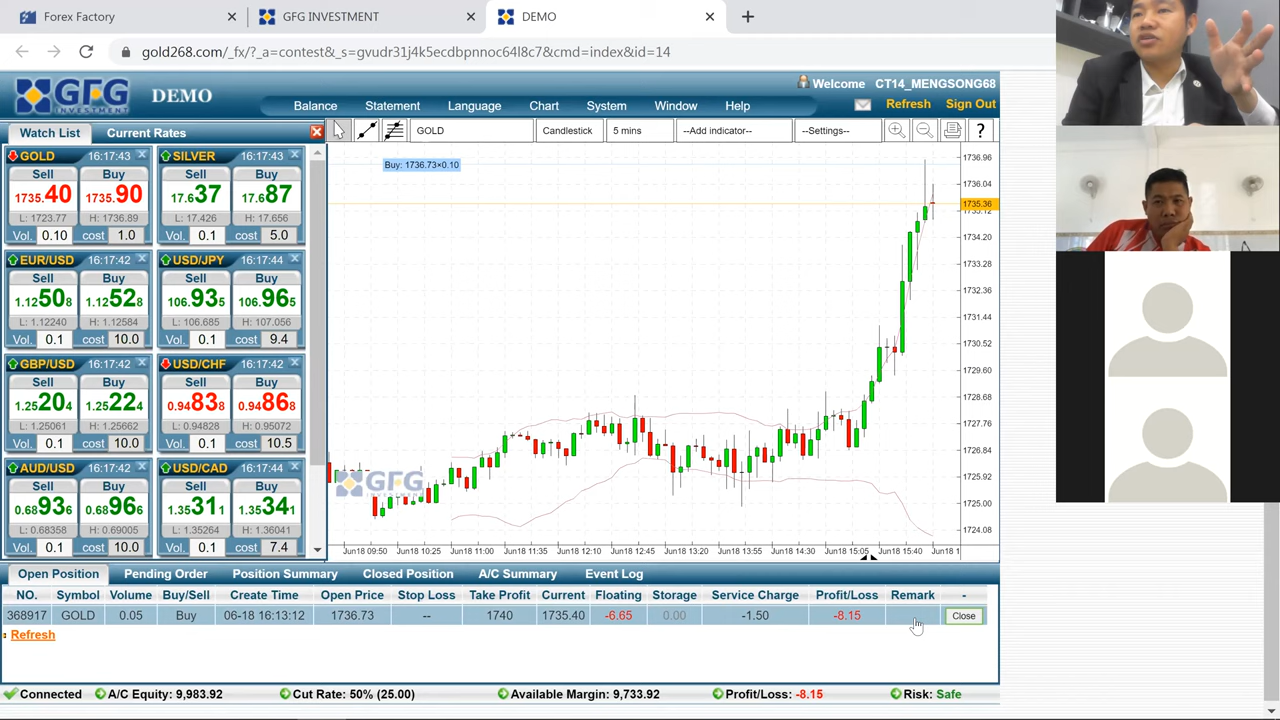 Forex Factory
GFG INVESTMENT
DEMO
gold268.com/_fx/?_a=contest&_s=gvudr31j4k5ecdbpnnoc64l8c7&cmd=index&id=14
GFG
INVESTMENT
DEMO
Welcome CT14_MENGSONG68
Balance Statement Language Chart System Window Help
Refresh Sign Out
Watch List Current Rates
GOLD Candlestick 5 mins --Add indicator-- --Settings-- ?
GOLD 16:17:43
Sell Buy
1735.40 1735.90
L: 1723.77 H: 1736.89
Vol. 0.10 cost 1.0
SILVER 16:17:43
Sell Buy
17.637 17.687
L: 17.426 H: 17.656
Vol. 0.1 cost 5.0
EUR/USD 16:17:42
Sell Buy
1.12508 1.12528
L: 1.12240 H: 1.12584
Vol. 0.1 cost 10.0
USD/JPY 16:17:44
Sell Buy
106.935 106.965
L: 106.685 H: 107.056
Vol. 0.1 cost 9.4
GBP/USD 16:17:42
Sell Buy
1.25204 1.25224
L: 1.25061 H: 1.25662
Vol. 0.1 cost 10.0
USD/CHF 16:17:42
Sell Buy
0.94838 0.94868
L: 0.94828 H: 0.95072
Vol. 0.1 cost 10.5
AUD/USD 16:17:42
Sell Buy
0.68936 0.68966
L: 0.68358 H: 0.69005
Vol. 0.1 cost 10.0
USD/CAD 16:17:44
Sell Buy
1.35311 1.35341
L: 1.35264 H: 1.36041
Vol. 0.1 cost 7.4
Buy: 1736.73×0.10
1736.96
1736.04
1735.36
1735.12
1734.20
1733.28
1732.36
1731.44
1730.52
1729.60
1728.68
1727.76
1726.84
1725.92
1725.00
1724.08
GFG
INVESTMENT
Jun18 09:50 Jun18 10:25 Jun18 11:00 Jun18 11:35 Jun18 12:10 Jun18 12:45 Jun18 13:20 Jun18 13:55 Jun18 14:30 Jun18 15:05 Jun18 15:40 Jun18 1
Open Position Pending Order Position Summary Closed Position A/C Summary Event Log
NO. Symbol Volume Buy/Sell Create Time Open Price Stop Loss Take Profit Current Floating Storage Service Charge Profit/Loss Remark -
368917 GOLD 0.05 Buy 06-18 16:13:12 1736.73 -- 1740 1735.40 -6.65 0.00 -1.50 -8.15 Close
Refresh
Connected A/C Equity: 9,983.92 Cut Rate: 50% (25.00) Available Margin: 9,733.92 Profit/Loss: -8.15 Risk: Safe